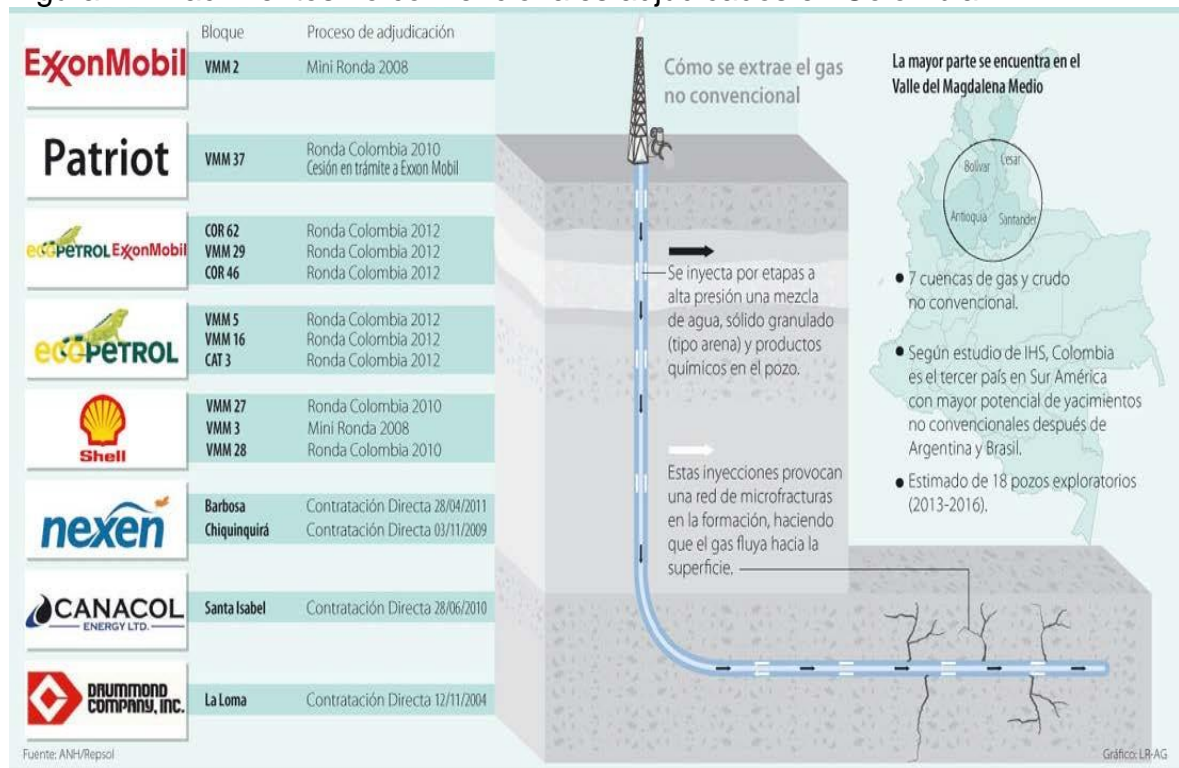 Bloque Proceso de adjudicación
ExxonMobil
VMM 2 Mini Ronda 2008
Patriot
VMM 37 Ronda Colombia 2010
Cesión en trámite a Exxon Mobil
ecoPETROL ExxonMobil
COR 62 Ronda Colombia 2012
VMM 29 Ronda Colombia 2012
COR 46 Ronda Colombia 2012
ecoPETROL
VMM 5 Ronda Colombia 2012
VMM 16 Ronda Colombia 2012
CAT 3 Ronda Colombia 2012
Shell
VMM 27 Ronda Colombia 2010
VMM 3 Mini Ronda 2008
VMM 28 Ronda Colombia 2010
nexen
Barbosa Contratación Directa 28/04/2011
Chiquinquirá Contratación Directa 03/11/2009
CANACOL
ENERGY LTD.
Santa Isabel Contratación Directa 28/06/2010
DRUMMOND
COMPANY, INC.
La Loma Contratación Directa 12/11/2004
Fuente: ANH/Repsol
Cómo se extrae el gas
no convencional
Se inyecta por etapas a
alta presión una mezcla
de agua, sólido granulado
(tipo arena) y productos
químicos en el pozo.
Estas inyecciones provocan
una red de microfracturas
en la formación, haciendo
que el gas fluya hacia la
superficie.
La mayor parte se encuentra en el
Valle del Magdalena Medio
Bolívar Cesar
Antioquia Santander
• 7 cuencas de gas y crudo
no convencional.
• Según estudio de IHS, Colombia
es el tercer país en Sur América
con mayor potencial de yacimientos
no convencionales después de
Argentina y Brasil.
• Estimado de 18 pozos exploratorios
(2013-2016).
Gráfico: LR-AG